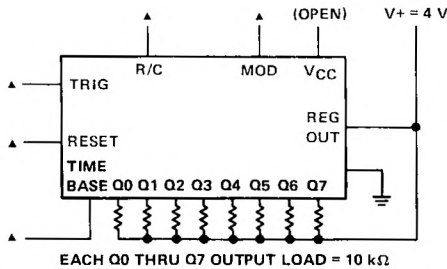 (OPEN) V+ = 4 V
R/C MOD VCC
TRIG
REG
OUT
RESET
TIME
BASE Q0 Q1 Q2 Q3 Q4 Q5 Q6 Q7
EACH Q0 THRU Q7 OUTPUT LOAD = 10 kΩ